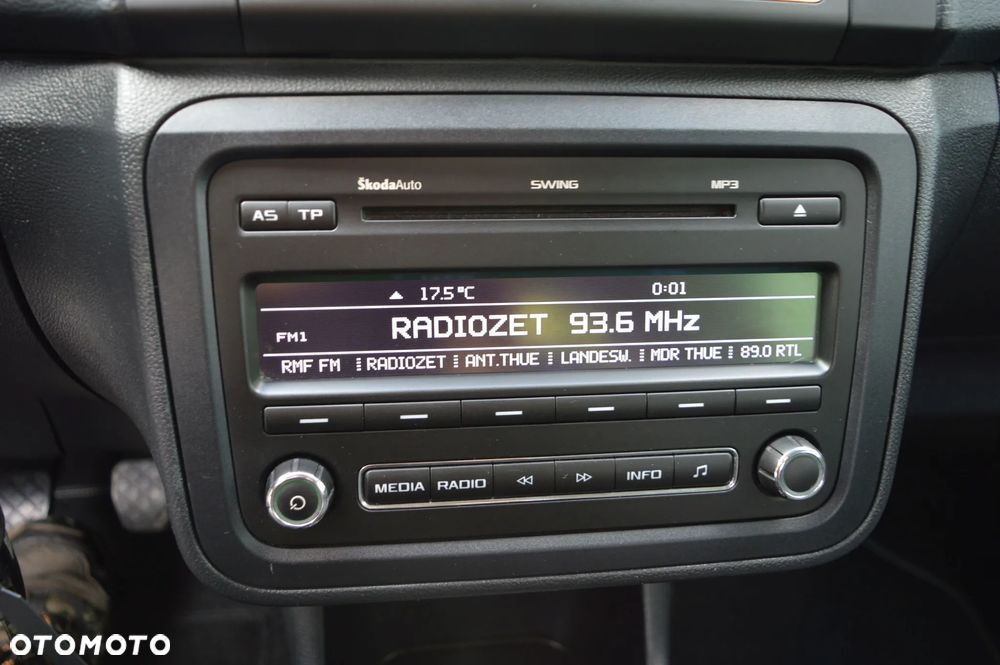 ŠkodaAuto SWING MP3
AS TP
17.5°C 0:01
FM1 RADIOZET 93.6 MHz
RMF FM RADIOZET ANT.THUE LANDESW. MDR THUE 89.0 RTL
MEDIA RADIO INFO
OTOMOTO